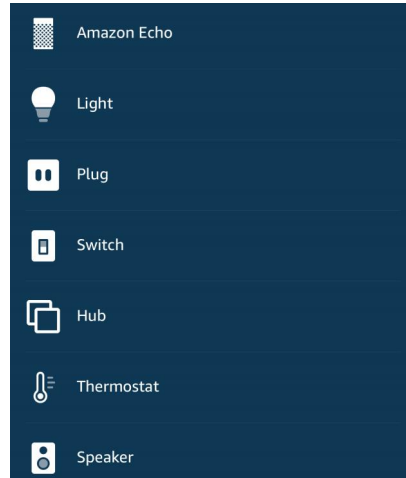 Amazon Echo
Light
Plug
Switch
Hub
Thermostat
Speaker